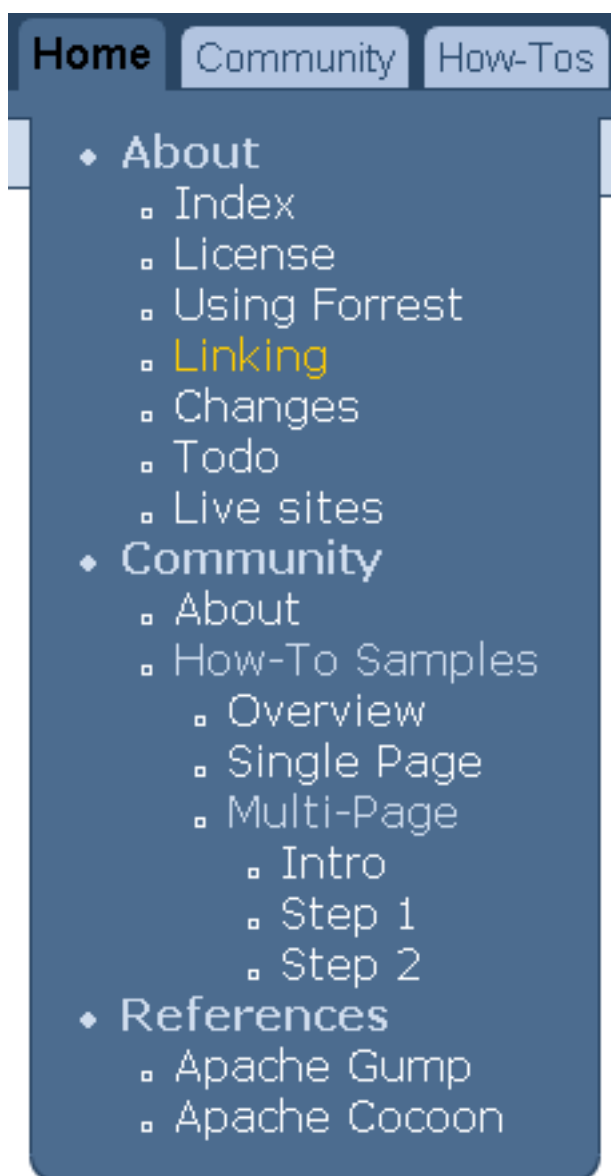 Home Community How-Tos
About
Index
License
Using Forrest
Linking
Changes
Todo
Live sites
Community
About
How-To Samples
Overview
Single Page
Multi-Page
Intro
Step 1
Step 2
References
Apache Gump
Apache Cocoon